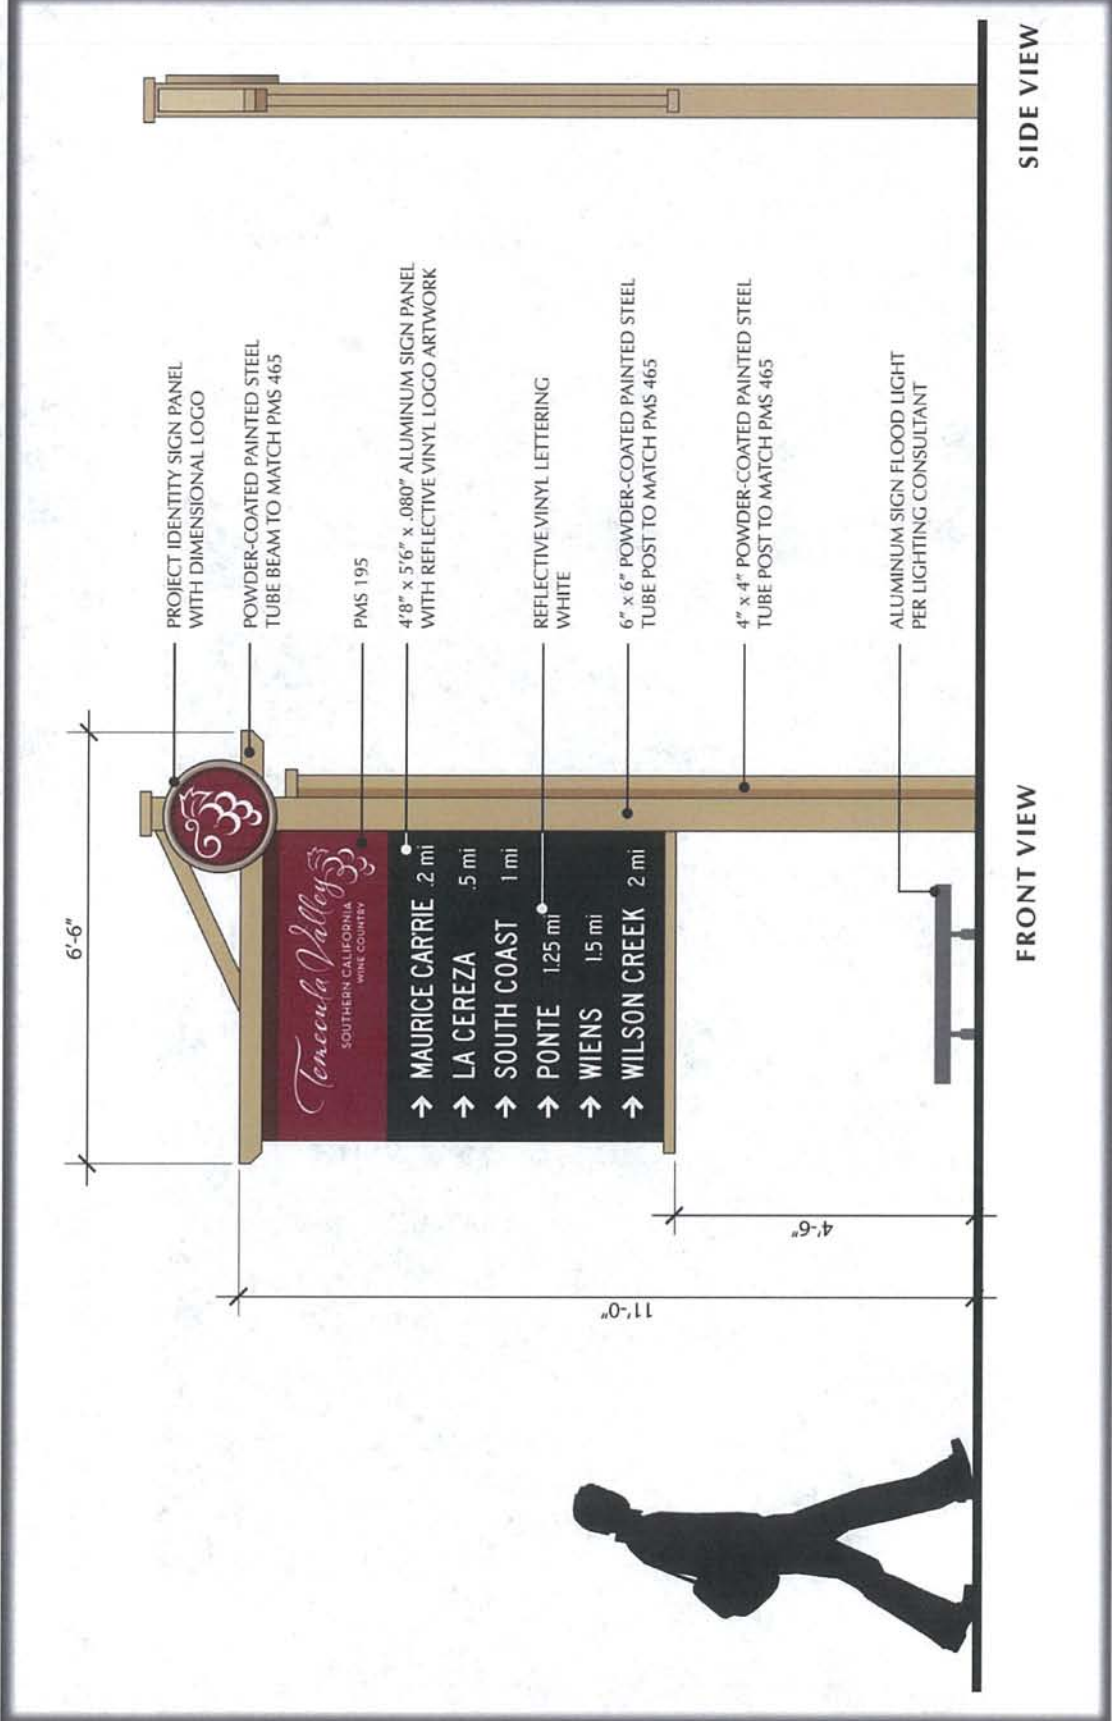 6'-6"
PROJECT IDENTITY SIGN PANEL
WITH DIMENSIONAL LOGO
POWDER-COATED PAINTED STEEL
TUBE BEAM TO MATCH PMS 465
PMS 195
4'8" x 5'6" x .080" ALUMINUM SIGN PANEL
WITH REFLECTIVE VINYL LOGO ARTWORK
REFLECTIVE VINYL LETTERING
WHITE
6" x 6" POWDER-COATED PAINTED STEEL
TUBE POST TO MATCH PMS 465
4" x 4" POWDER-COATED PAINTED STEEL
TUBE POST TO MATCH PMS 465
ALUMINUM SIGN FLOOD LIGHT
PER LIGHTING CONSULTANT
Temecula Valley
SOUTHERN CALIFORNIA
WINE COUNTRY
→ MAURICE CAR'RIE .2 mi
→ LA CEREZA .5 mi
→ SOUTH COAST 1 mi
→ PONTE 1.25 mi
→ WIENS 1.5 mi
→ WILSON CREEK 2 mi
11'-0"
4'-6"
FRONT VIEW
SIDE VIEW